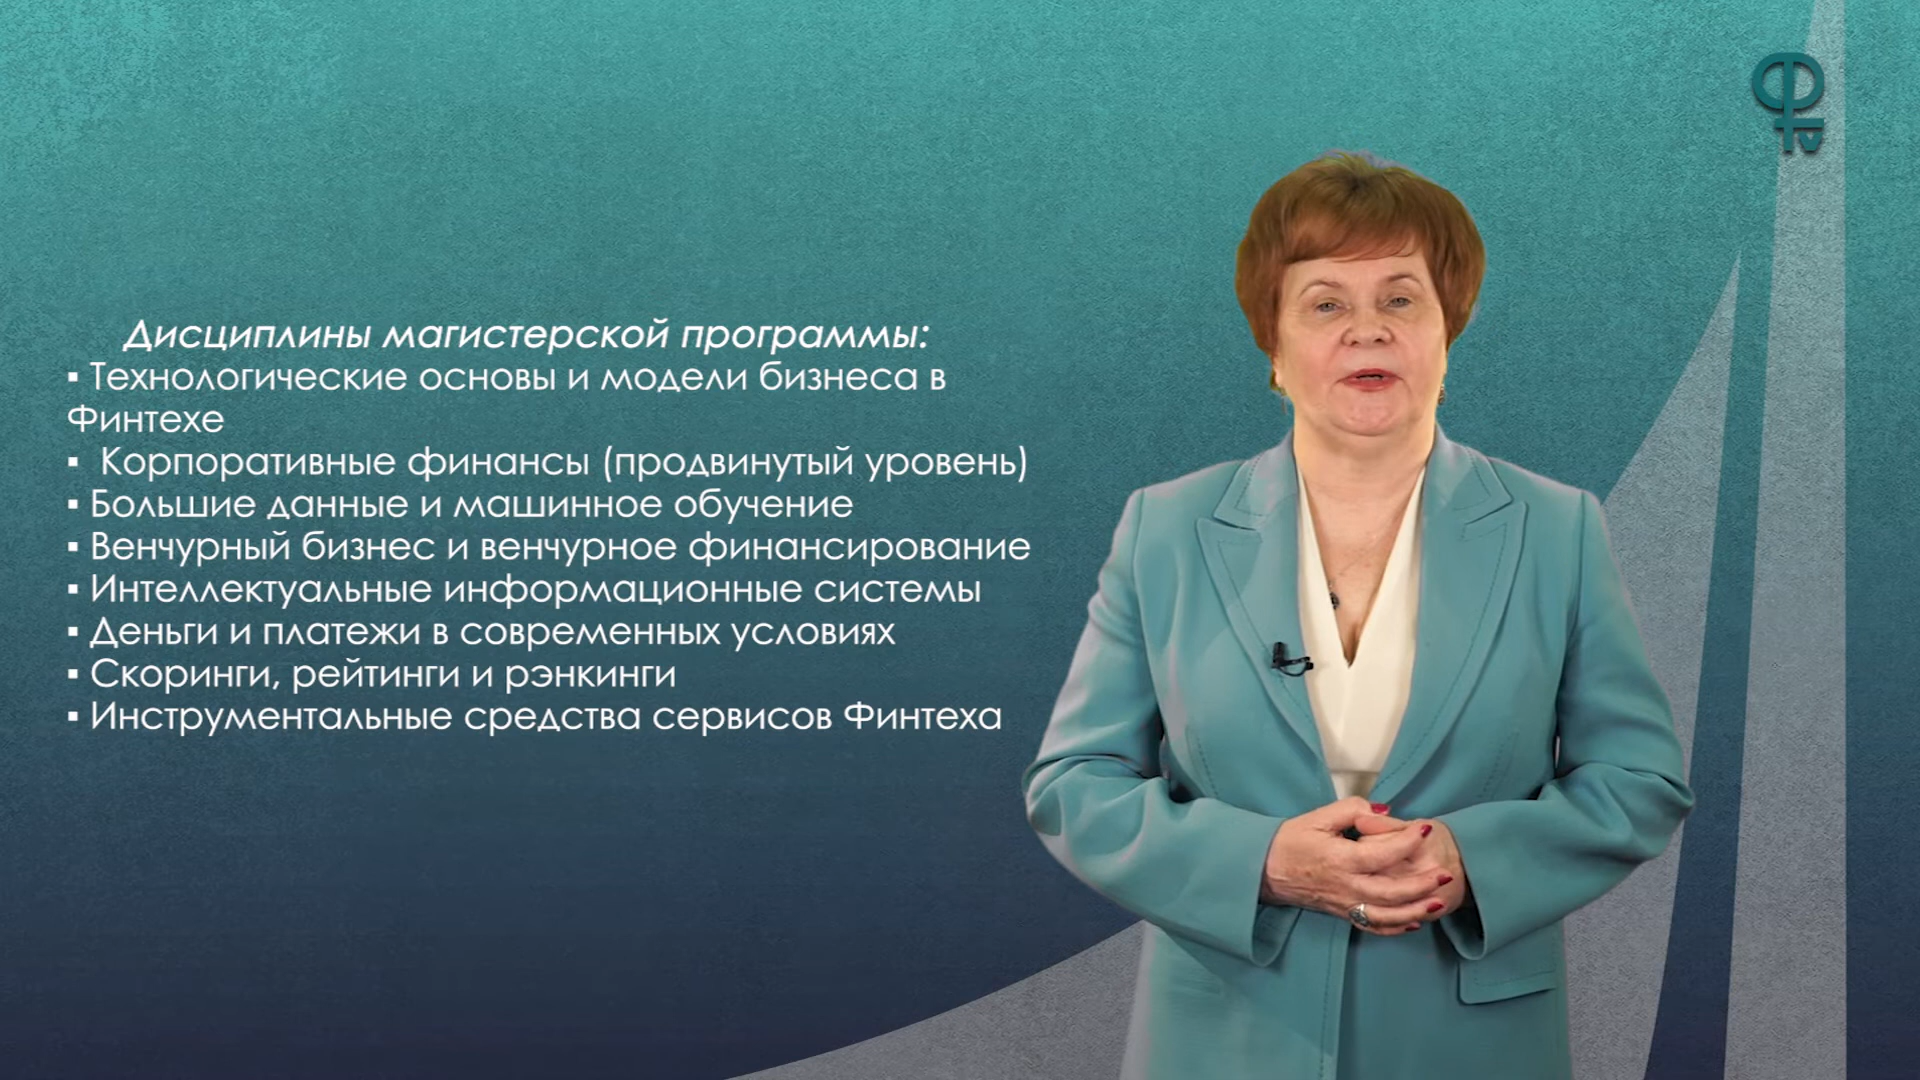 Дисциплины магистерской программы:
▪ Технологические основы и модели бизнеса в
Финтехе
▪ Корпоративные финансы (продвинутый уровень)
▪ Большие данные и машинное обучение
▪ Венчурный бизнес и венчурное финансирование
▪ Интеллектуальные информационные системы
▪ Деньги и платежи в современных условиях
▪ Скоринги, рейтинги и рэнкинги
▪ Инструментальные средства сервисов Финтеха
Ф
tv